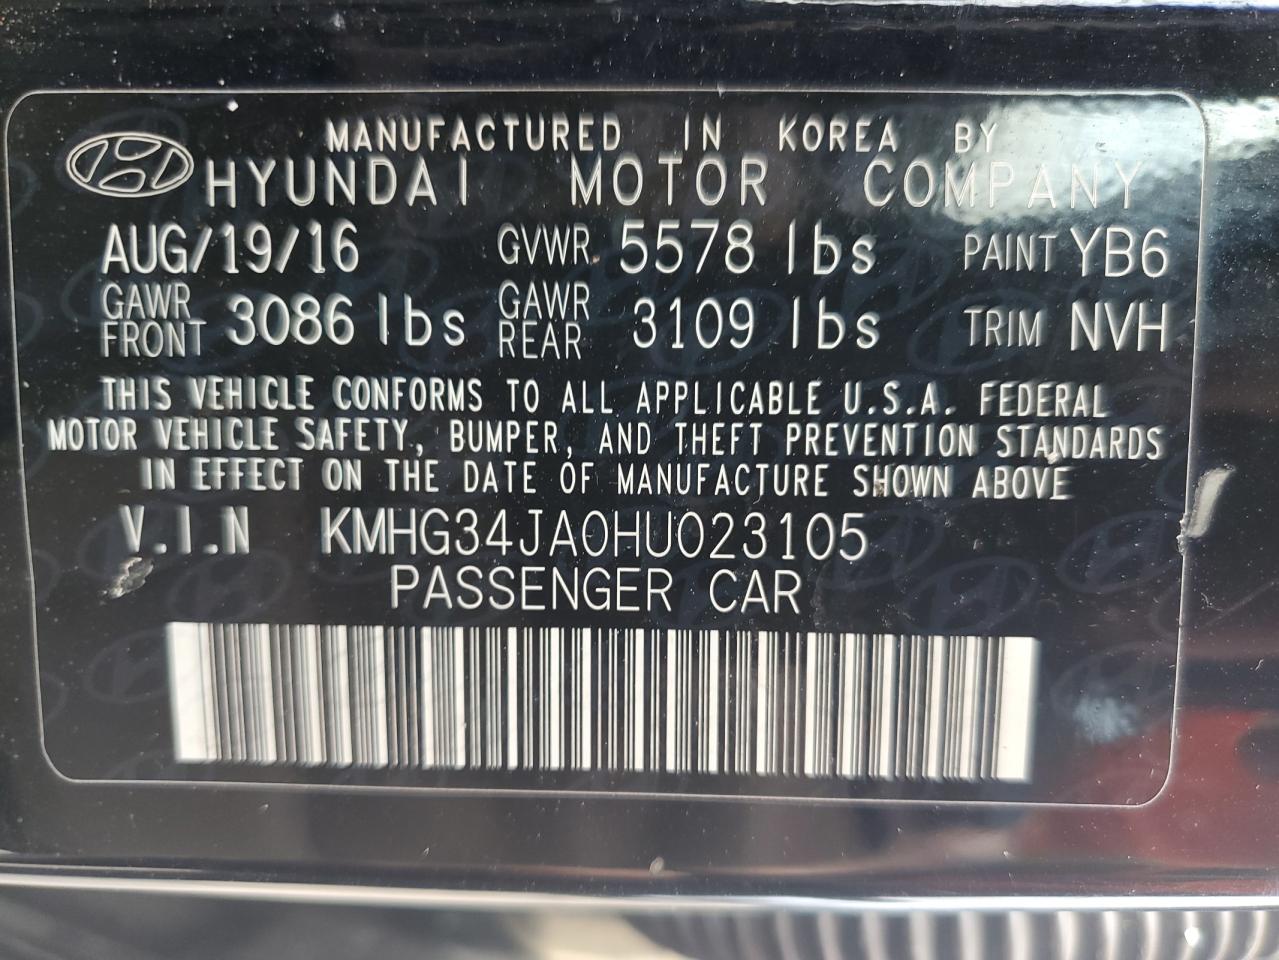 MANUFACTURED IN KOREA BY
HYUNDAI MOTOR COMPANY
AUG/19/16 GVWR 5578 lbs PAINT YB6
GAWR FRONT 3086 lbs GAWR REAR 3109 lbs TRIM NVH
THIS VEHICLE CONFORMS TO ALL APPLICABLE U.S.A. FEDERAL
MOTOR VEHICLE SAFETY, BUMPER, AND THEFT PREVENTION STANDARDS
IN EFFECT ON THE DATE OF MANUFACTURE SHOWN ABOVE
V.I.N KMHG34JA0HU023105
PASSENGER CAR